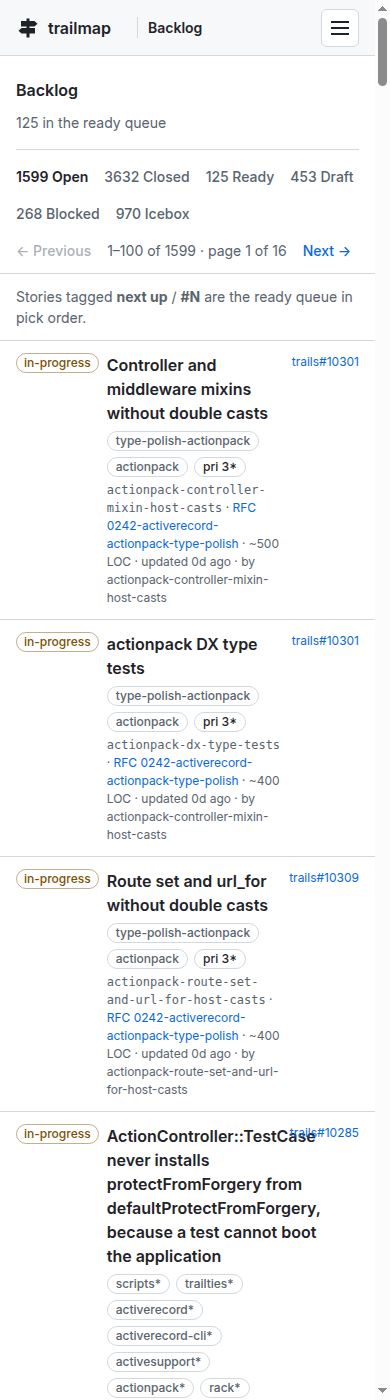 trailmap
Backlog
Backlog
125 in the ready queue
1599 Open 3632 Closed 125 Ready 453 Draft
268 Blocked 970 Icebox
← Previous 1–100 of 1599 · page 1 of 16 Next →
Stories tagged next up / #N are the ready queue in
pick order.
in-progress
Controller and
middleware mixins
without double casts
trails#10301
type-polish-actionpack
actionpack pri 3*
actionpack-controller-
mixin-host-casts · RFC
0242-activerecord-
actionpack-type-polish · ~500
LOC · updated 0d ago · by
actionpack-controller-mixin-
host-casts
in-progress
actionpack DX type
tests
trails#10301
type-polish-actionpack
actionpack pri 3*
actionpack-dx-type-tests
· RFC 0242-activerecord-
actionpack-type-polish · ~400
LOC · updated 0d ago · by
actionpack-controller-mixin-
host-casts
in-progress
Route set and url_for
without double casts
trails#10309
type-polish-actionpack
actionpack pri 3*
actionpack-route-set-
and-url-for-host-casts ·
RFC 0242-activerecord-
actionpack-type-polish · ~400
LOC · updated 0d ago · by
actionpack-route-set-and-url-
for-host-casts
in-progress
ActionController::TestCase
never installs
protectFromForgery from
defaultProtectFromForgery,
because a test cannot boot
the application
trails#10285
scripts* trailties*
activerecord*
activerecord-cli*
activesupport*
actionpack* rack*